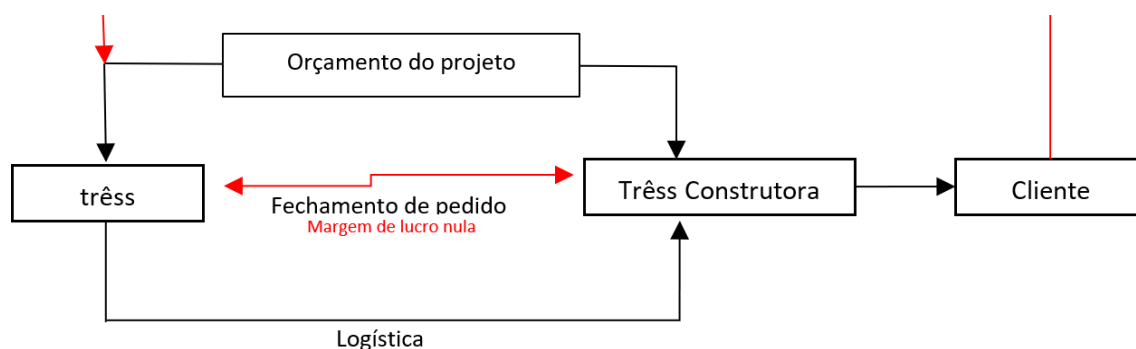 Orçamento do projeto
trêss
Fechamento de pedido
Margem de lucro nula
Trêss Construtora
Cliente
Logística